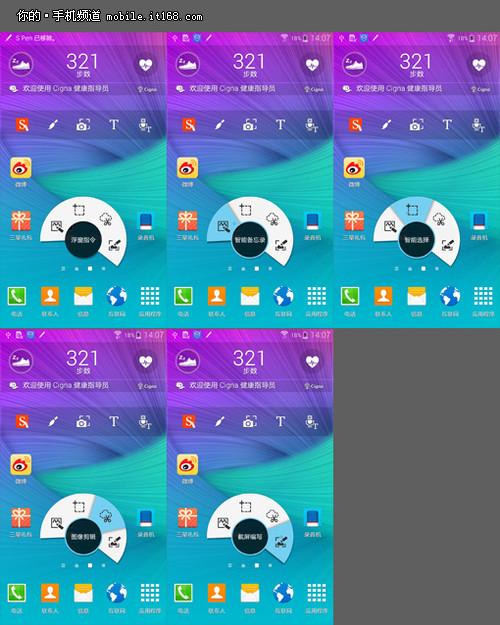 你的·手机频道 mobile.it168.com
S Pen 已移除。
18% 14:07
18% 14:07
14:07
321
321
321
步数
步数
步数
欢迎使用 Cigna 健康指导员
Cigna
欢迎使用 Cigna 健康指导员
Cigna
欢迎使用 Cigna 健康指导员
Cigna
S
T
T
S
T
T
S
T
T
微博
微博
微博
三星礼包
浮窗指令
录音机
三星礼包
智能备忘录
录音机
三星礼包
智能选择
录音机
电话
联系人
信息
互联网
应用程序
电话
联系人
信息
互联网
应用程序
电话
联系人
信息
互联网
应用程序
18% 14:07
18% 14:07
321
321
步数
步数
欢迎使用 Cigna 健康指导员
Cigna
欢迎使用 Cigna 健康指导员
Cigna
S
T
T
S
T
T
微博
微博
三星礼包
图像剪辑
录音机
三星礼包
截屏编写
录音机
电话
联系人
信息
互联网
应用程序
电话
联系人
信息
互联网
应用程序